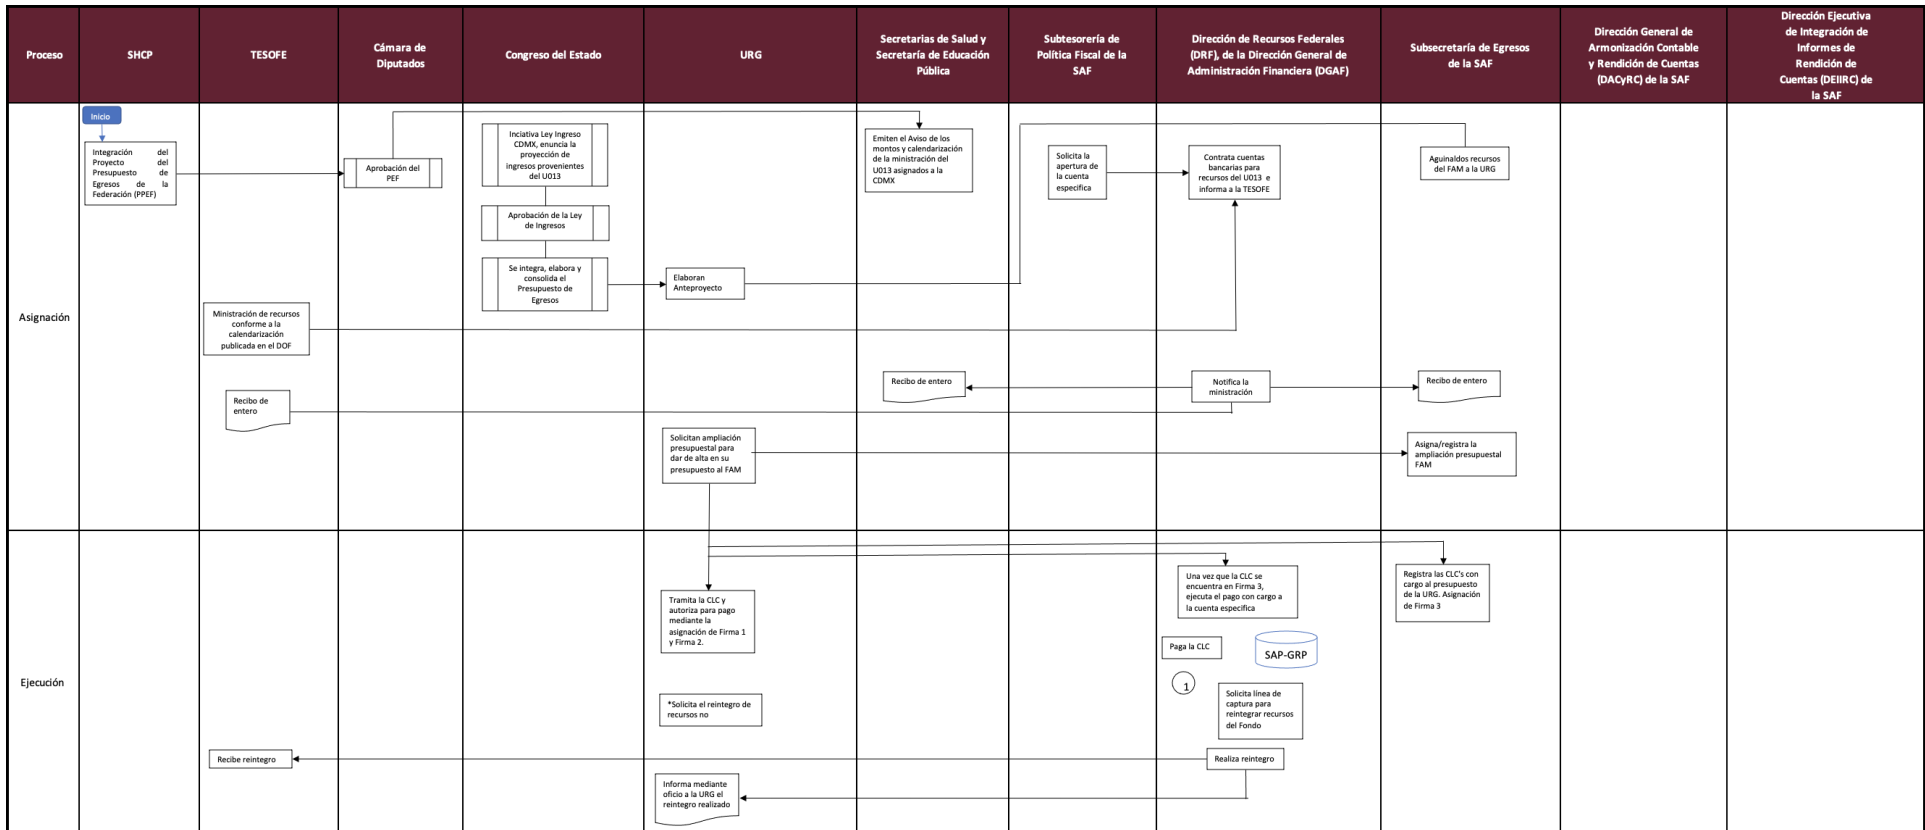 Proceso
SHCP
TESOFE
Cámara de
Diputados
Congreso del Estado
URG
Secretarias de Salud y
Secretaría de Educación
Pública
Subtesorería de
Política Fiscal de la
SAF
Dirección de Recursos Federales
(DRF), de la Dirección General de
Administración Financiera (DGAF)
Subsecretaría de Egresos
de la SAF
Dirección General de
Armonización Contable
y Rendición de Cuentas
(DACyRC) de la SAF
Dirección Ejecutiva
de Integración de
Informes de
Rendición de
Cuentas (DEIIRC) de
la SAF
Asignación
Inicio
Integración del
Proyecto del
Presupuesto de
Egresos de la
Federación (PPEF)
Aprobación del
PEF
Inciativa Ley Ingreso
CDMX, enuncia la
proyección de
ingresos provenientes
del U013
Aprobación de la Ley
de Ingresos
Se integra, elabora y
consolida el
Presupuesto de
Egresos
Elaboran
Anteproyecto
Emiten el Aviso de los
montos y calendarización
de la ministración del
U013 asignados a la
CDMX
Solicita la
apertura de
la cuenta
especifica
Contrata cuentas
bancarias para
recursos del U013 e
informa a la TESOFE
Aguinaldos recursos
del FAM a la URG
Ministración de recursos
conforme a la
calendarización
publicada en el DOF
Recibo de
entero
Recibo de entero
Notifica la
ministración
Recibo de entero
Solicitan ampliación
presupuestal para
dar de alta en su
presupuesto al FAM
Asigna/registra la
ampliación presupuestal
FAM
Ejecución
Tramita la CLC y
autoriza para pago
mediante la
asignación de Firma 1
y Firma 2.
Una vez que la CLC se
encuentra en Firma 3,
ejecuta el pago con cargo a
la cuenta específica
Registra las CLC's con
cargo al presupuesto
de la URG. Asignación
de Firma 3
Paga la CLC
SAP-GRP
1
*Solicita el reintegro de
recursos no
Solicita línea de
captura para
reintegrar recursos
del Fondo
Recibe reintegro
Realiza reintegro
Informa mediante
oficio a la URG el
reintegro realizado